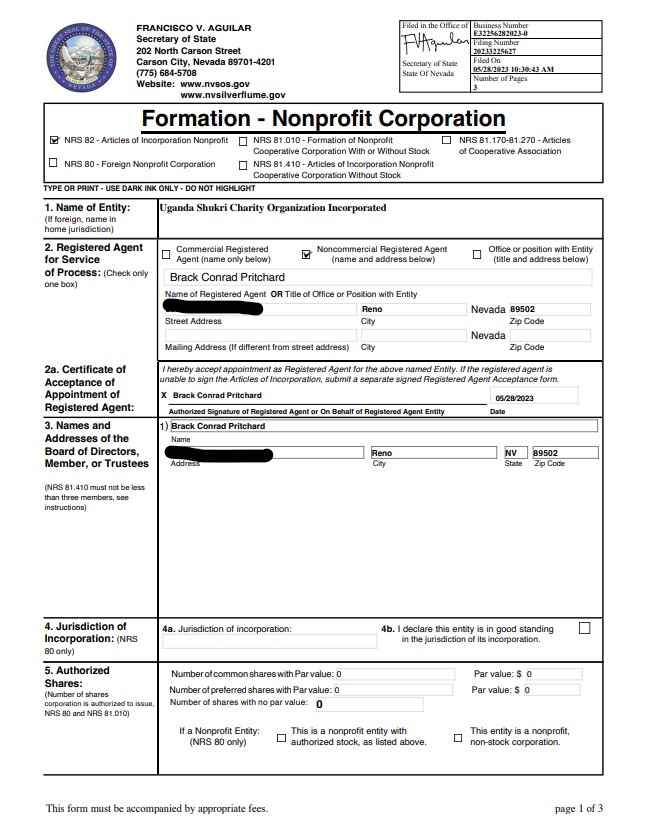 FRANCISCO V. AGUILAR
Secretary of State
202 North Carson Street
Carson City, Nevada 89701-4201
(775) 684-5708
Website: www.nvsos.gov
www.nvsilverflume.gov
THE GREAT SEAL OF THE STATE OF NEVADA
Filed in the Office of
FVAguilar
Secretary of State
State Of Nevada
Business Number
E32256282023-0
Filing Number
20233225627
Filed On
05/28/2023 10:30:43 AM
Number of Pages
3
Formation - Nonprofit Corporation
NRS 82 - Articles of Incorporation Nonprofit
NRS 81.010 - Formation of Nonprofit
Cooperative Corporation With or Without Stock
NRS 81.170-81.270 - Articles
of Cooperative Association
NRS 80 - Foreign Nonprofit Corporation
NRS 81.410 - Articles of Incorporation Nonprofit
Cooperative Corporation Without Stock
TYPE OR PRINT - USE DARK INK ONLY - DO NOT HIGHLIGHT
1. Name of Entity:
(If foreign, name in
home jurisdiction)
Uganda Shukri Charity Organization Incorporated
2. Registered Agent
for Service
of Process: (Check only
one box)
Commercial Registered
Agent (name only below)
Noncommercial Registered Agent
(name and address below)
Office or position with Entity
(title and address below)
Brack Conrad Pritchard
Name of Registered Agent OR Title of Office or Position with Entity
Reno Nevada 89502
Street Address City Zip Code
Nevada
Mailing Address (If different from street address) City Zip Code
2a. Certificate of
Acceptance of
Appointment of
Registered Agent:
I hereby accept appointment as Registered Agent for the above named Entity. If the registered agent is
unable to sign the Articles of Incorporation, submit a separate signed Registered Agent Acceptance form.
X Brack Conrad Pritchard 05/28/2023
Authorized Signature of Registered Agent or On Behalf of Registered Agent Entity Date
3. Names and
Addresses of the
Board of Directors,
Member, or Trustees
(NRS 81.410 must not be less
than three members, see
instructions)
1) Brack Conrad Pritchard
Name
Reno NV 89502
Address City State Zip Code
4. Jurisdiction of
Incorporation: (NRS
80 only)
4a. Jurisdiction of incorporation:
4b. I declare this entity is in good standing
in the jurisdiction of its incorporation.
5. Authorized
Shares:
(Number of shares
corporation is authorized to issue,
NRS 80 and NRS 81.010)
Number of common shares with Par value: 0 Par value: $ 0
Number of preferred shares with Par value: 0 Par value: $ 0
Number of shares with no par value: 0
If a Nonprofit Entity:
(NRS 80 only)
This is a nonprofit entity with
authorized stock, as listed above.
This entity is a nonprofit,
non-stock corporation.
This form must be accompanied by appropriate fees. page 1 of 3